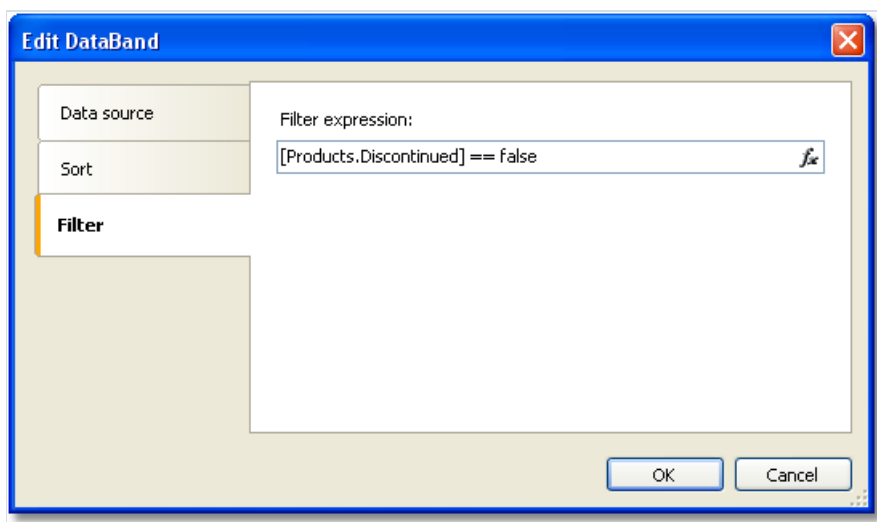 Edit DataBand
Data source
Sort
Filter
Filter expression:
[Products.Discontinued] == false
fx
OK
Cancel